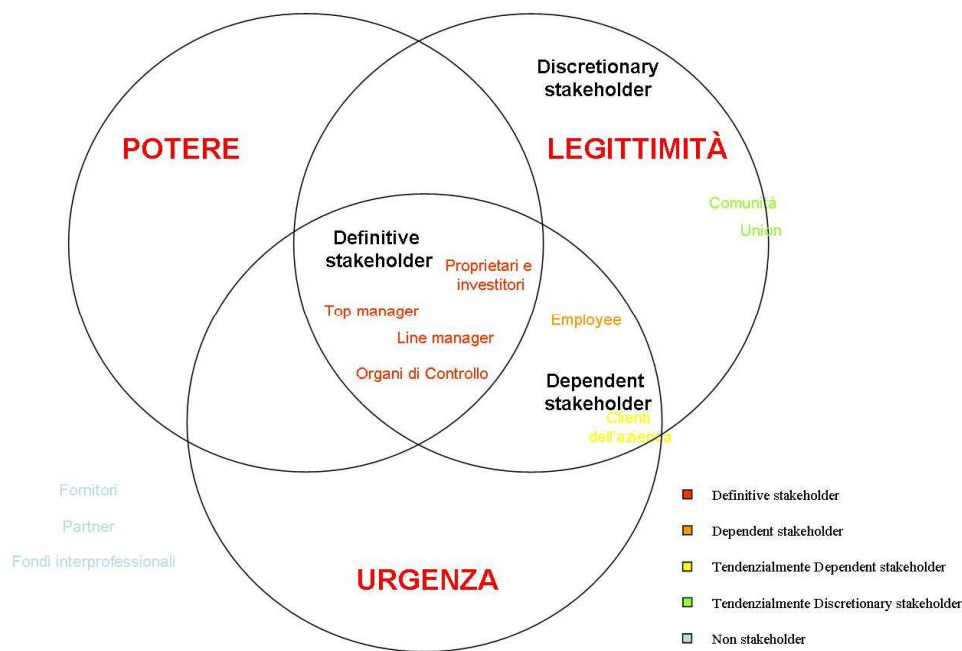 Discretionary
stakeholder
POTERE
LEGITTIMITÀ
Comunità
Union
Definitive
stakeholder
Proprietari e
investitori
Top manager
Employee
Line manager
Organi di Controllo
Dependent
stakeholder
Clienti
dell'azienda
Fornitori
Partner
Fondi interprofessionali
URGENZA
Definitive stakeholder
Dependent stakeholder
Tendenzialmente Dependent stakeholder
Tendenzialmente Discretionary stakeholder
Non stakeholder